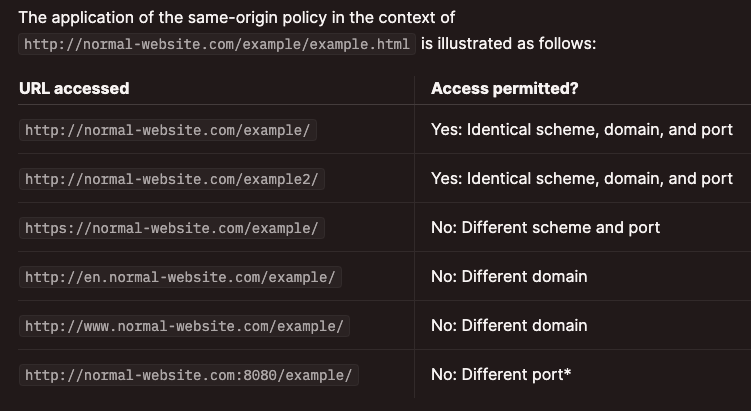 The application of the same-origin policy in the context of
http://normal-website.com/example/example.html is illustrated as follows:
URL accessed Access permitted?
http://normal-website.com/example/ Yes: Identical scheme, domain, and port
http://normal-website.com/example2/ Yes: Identical scheme, domain, and port
https://normal-website.com/example/ No: Different scheme and port
http://en.normal-website.com/example/ No: Different domain
http://www.normal-website.com/example/ No: Different domain
http://normal-website.com:8080/example/ No: Different port*